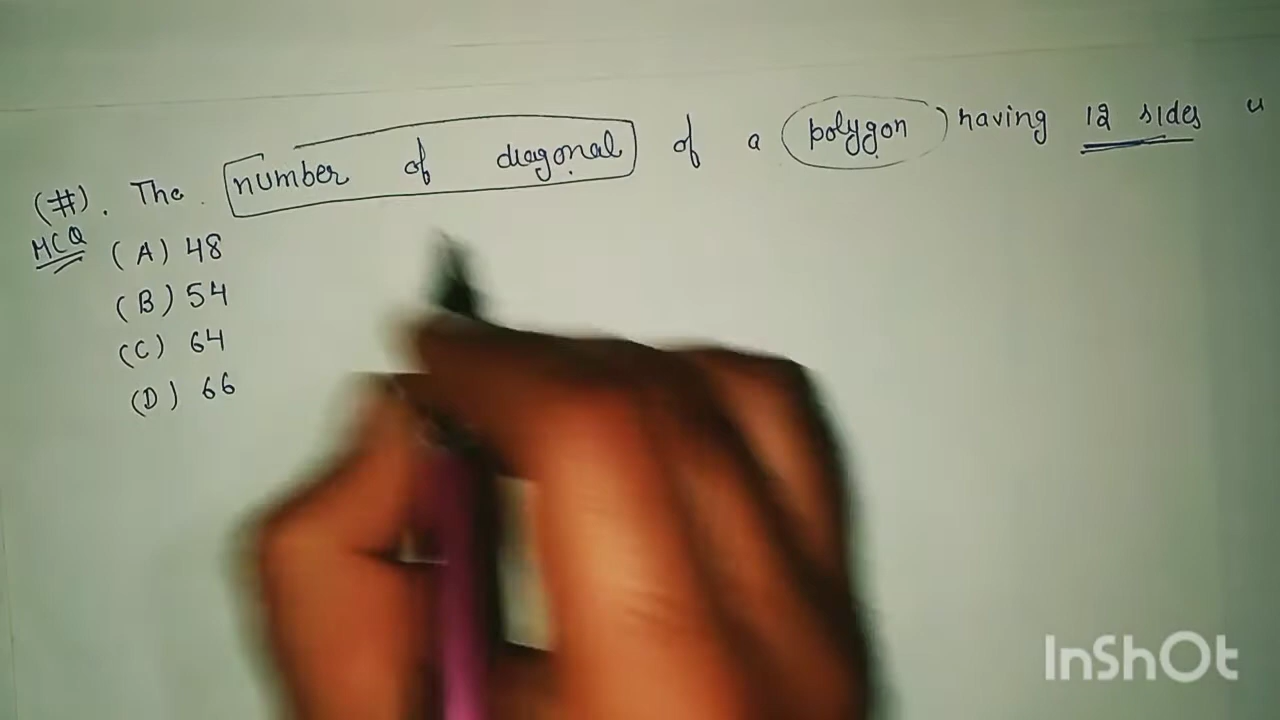 (#). The number of diagonal of a polygon having 12 sides
MCQ (A) 48
(B) 54
(C) 64
(D) 66
InShOt